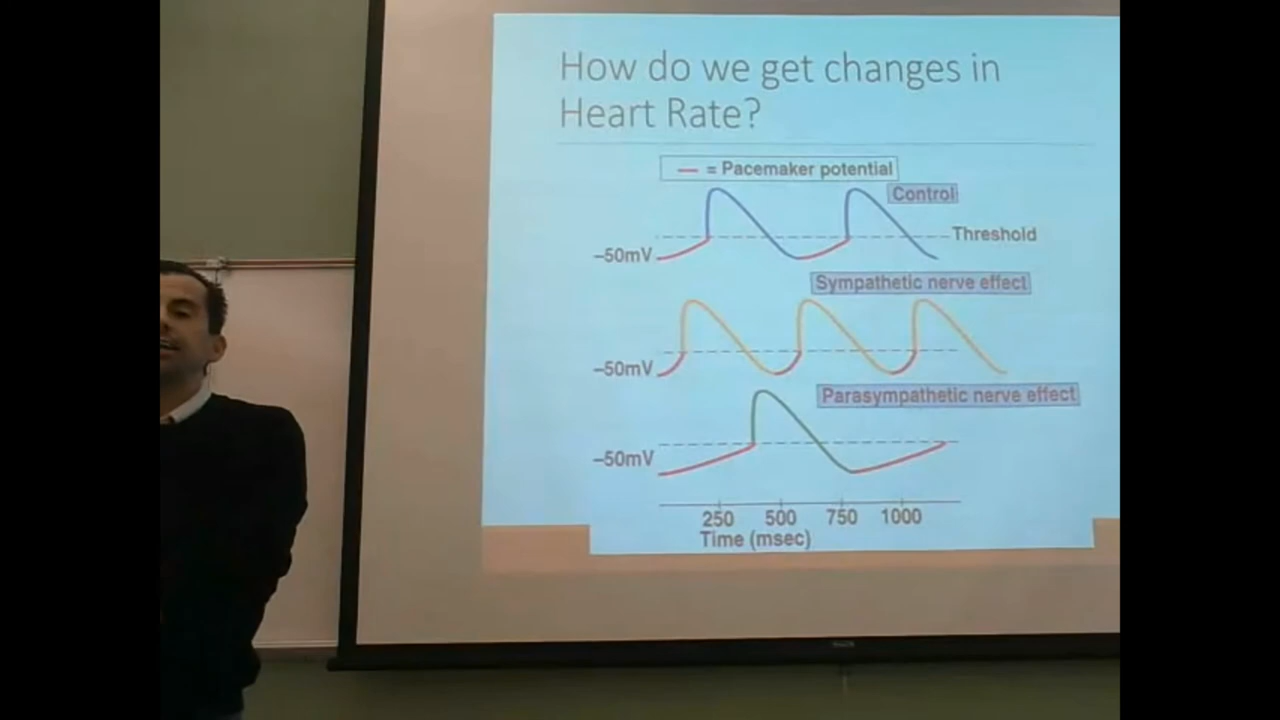 How do we get changes in
Heart Rate?
= Pacemaker potential
Control
Threshold
–50mV
Sympathetic nerve effect
–50mV
Parasympathetic nerve effect
–50mV
250 500 750 1000
Time (msec)